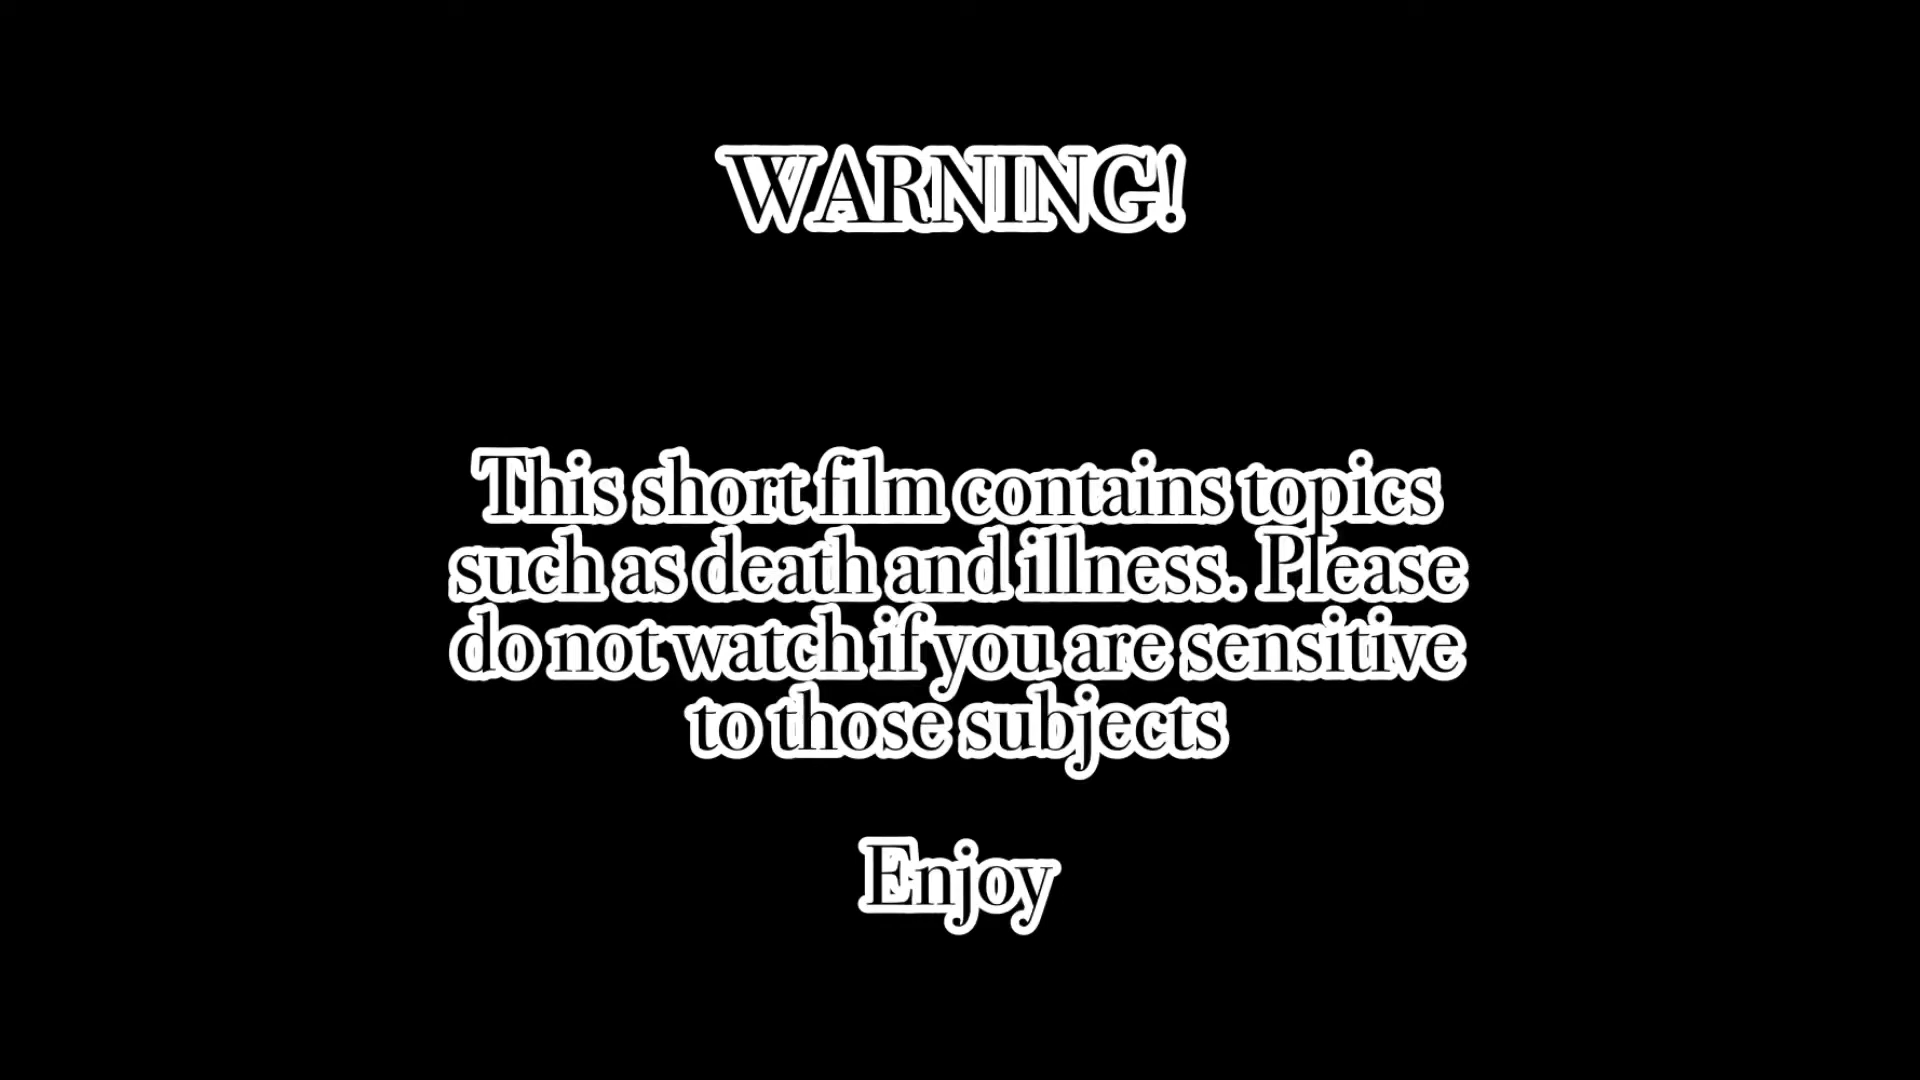 WARNING!
This short film contains topics
such as death and illness. Please
do not watch if you are sensitive
to those subjects
Enjoy